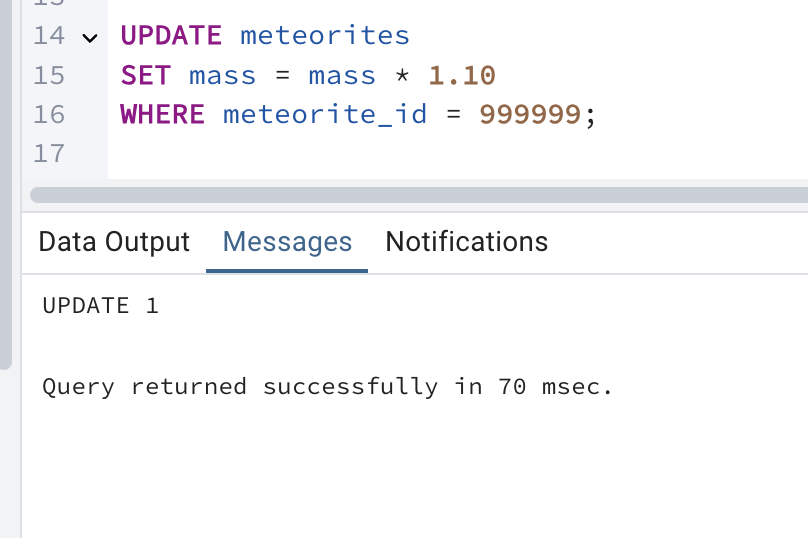 14 UPDATE meteorites
15 SET mass = mass * 1.10
16 WHERE meteorite_id = 999999;
17
Data Output Messages Notifications
UPDATE 1
Query returned successfully in 70 msec.